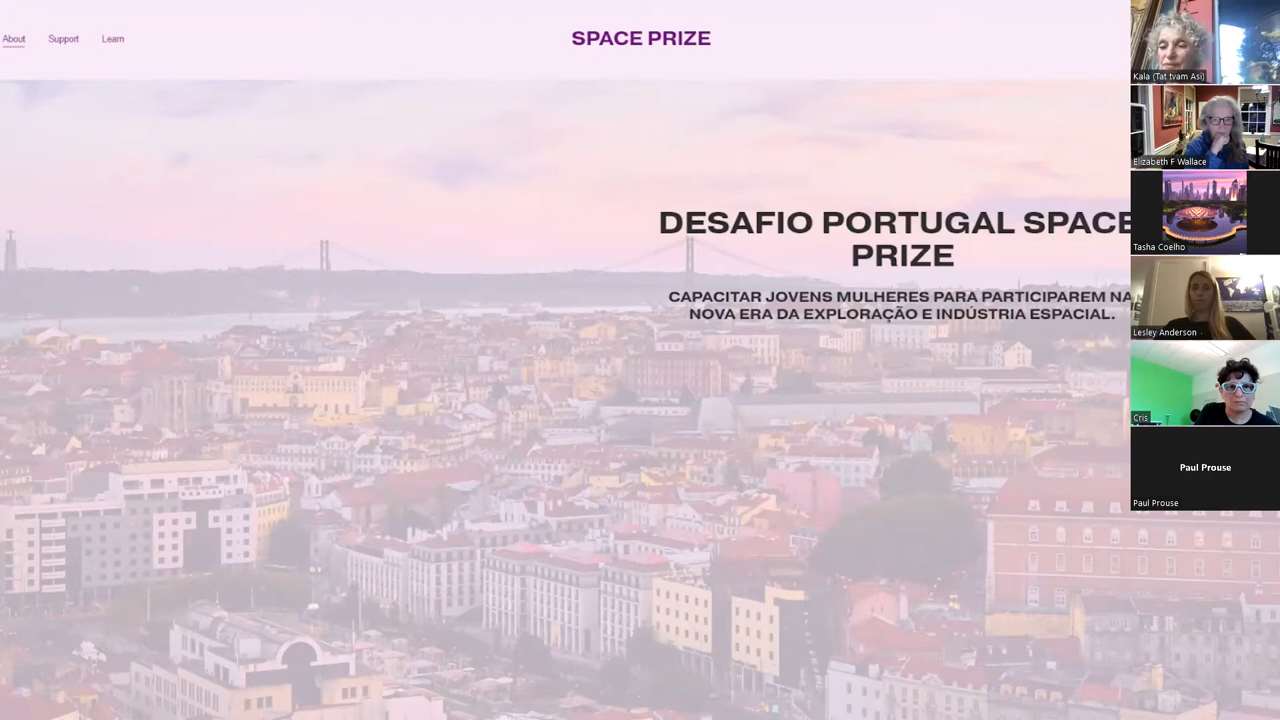 About
Support
Learn
SPACE PRIZE
DESAFIO PORTUGAL SPACE
PRIZE
CAPACITAR JOVENS MULHERES PARA PARTICIPAREM NA
NOVA ERA DA EXPLORAÇÃO E INDÚSTRIA ESPACIAL.
Kala (Tat tvam Asi)
Elizabeth F Wallace
Tasha Coelho
Lesley Anderson
Cris
Paul Prouse
Paul Prouse